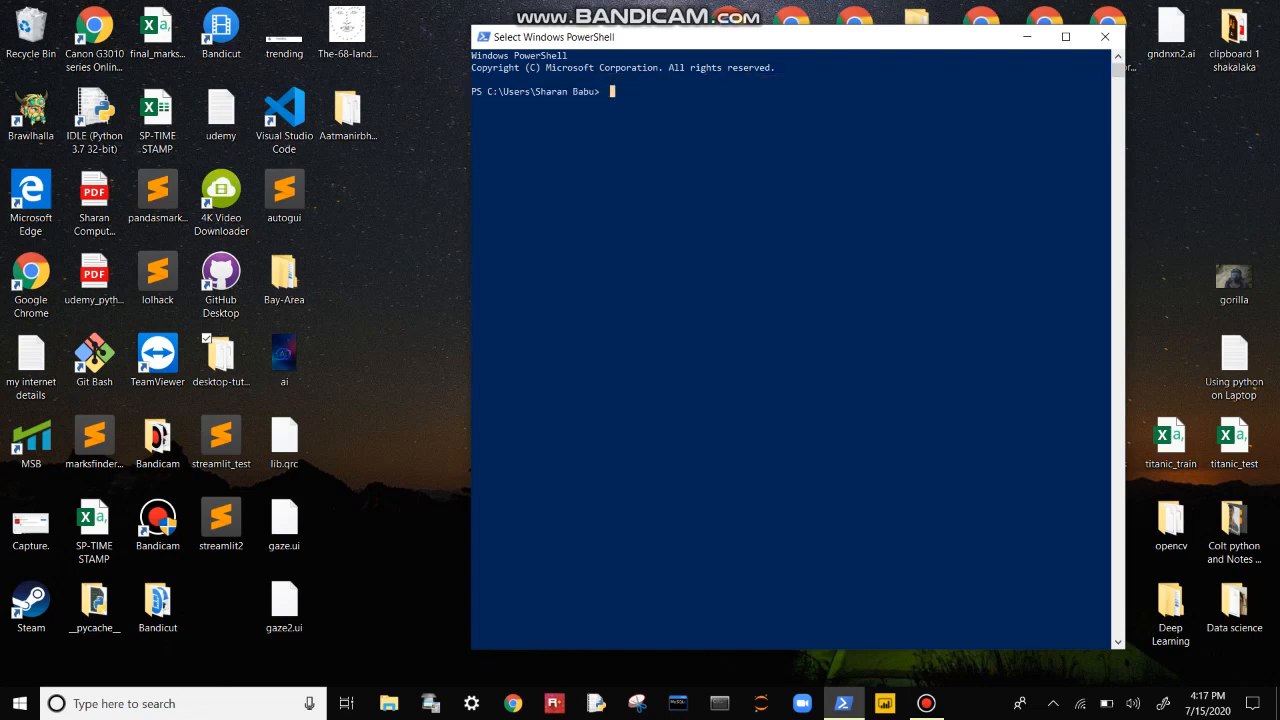 www.BANDICAM.com
Select Windows PowerShell
Windows PowerShell
Copyright (C) Microsoft Corporation. All rights reserved.
PS C:\Users\Sharan Babu>
Recycle Bin
Canon G3010
series Onlin...
final_marks...
Bandicut
trending
The-68-land...
Brawlhalla
IDLE (Python
3.7 32-bit)
SP-TIME
STAMP
udemy
Visual Studio
Code
Aatmanirbh...
Microsoft
Edge
PDF
Sharan
Comput...
pandasmark...
4K Video
Downloader
autogui
Google
Chrome
PDF
udemy_pyth...
lolhack
GitHub
Desktop
Bay-Area
my internet
details
Git Bash
TeamViewer
desktop-tut...
ai
MSB
marksfinder...
Bandicam
streamlit_test
lib.qrc
Capture.
SP-TIME
STAMP
Bandicam
streamlit2
gaze.ui
Steam
__pycache__
Bandicut
gaze2.ui
gndnxn2.ai
clipboard 1
shakalaka
gorilla
Using python
on Laptop
titanic_train
titanic_test
opencv
Colt python
and Notes ...
Deep
Learning
Data science
Type here to search
4:17 PM
7/15/2020